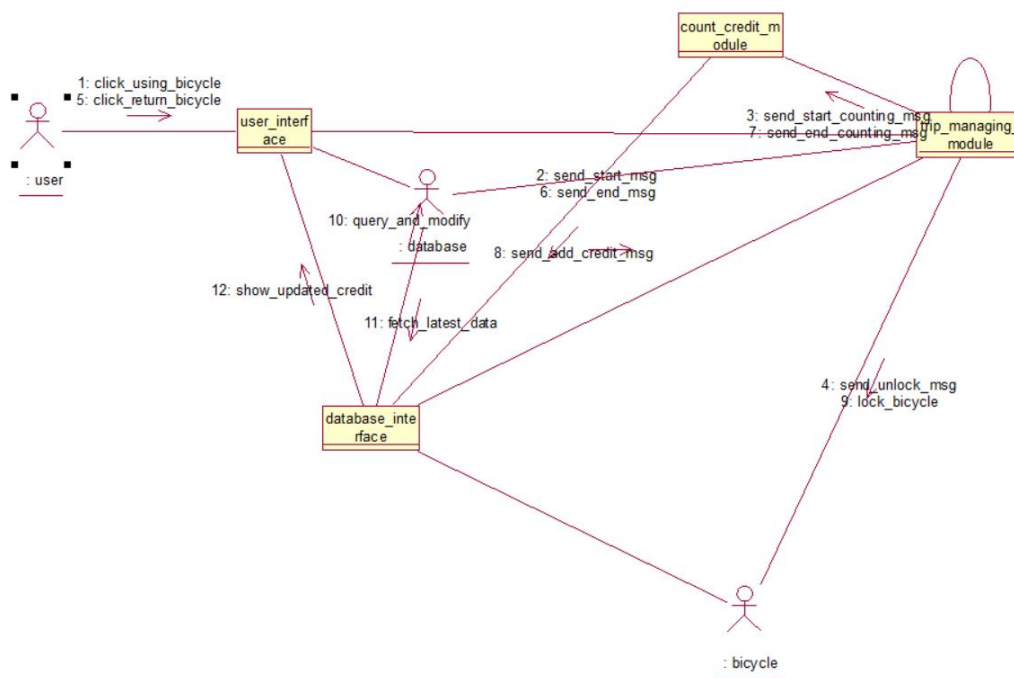 count_credit_m
odule
1: click_using_bicycle
5: click_return_bicycle
user_interf
ace
3: send_start_counting_msg
7: send_end_counting_msg
module
: user
2: send_start_msg
6: send_end_msg
10: query_and_modify
: database
8: send_add_credit_msg
12: show_updated_credit
11: fetch_latest_data
4: send_unlock_msg
9: lock_bicycle
database_inte
rface
: bicycle